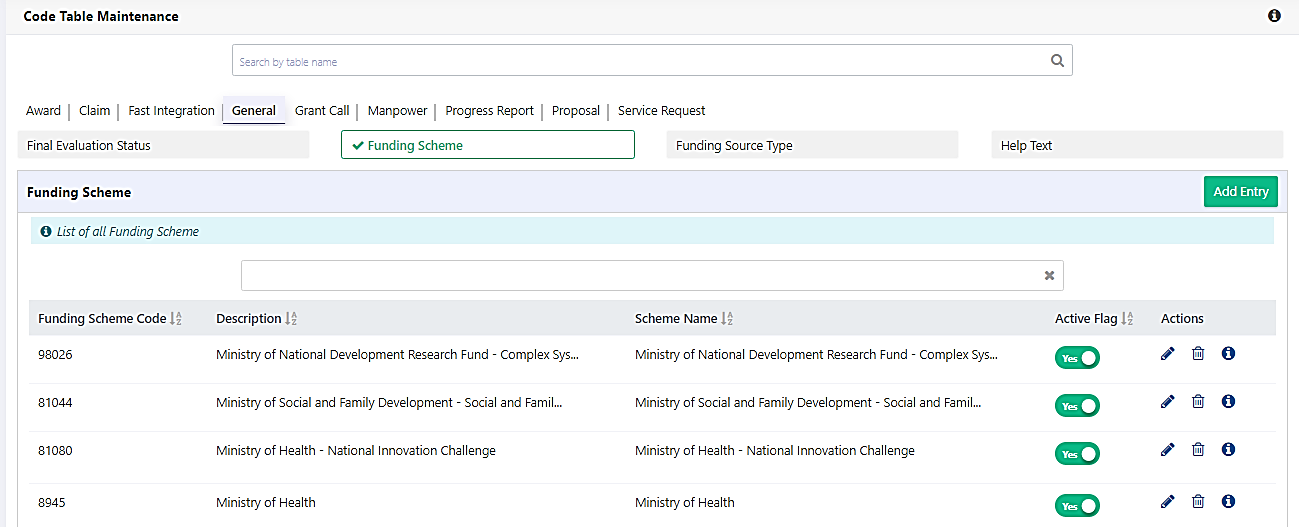 Code Table Maintenance
Search by table name
Award Claim Fast Integration General Grant Call Manpower Progress Report Proposal Service Request
Final Evaluation Status Funding Scheme Funding Source Type Help Text
Funding Scheme Add Entry
List of all Funding Scheme
Funding Scheme Code Description Scheme Name Active Flag Actions
98026 Ministry of National Development Research Fund - Complex Sys... Ministry of National Development Research Fund - Complex Sys... Yes
81044 Ministry of Social and Family Development - Social and Famil... Ministry of Social and Family Development - Social and Famil... Yes
81080 Ministry of Health - National Innovation Challenge Ministry of Health - National Innovation Challenge Yes
8945 Ministry of Health Ministry of Health Yes